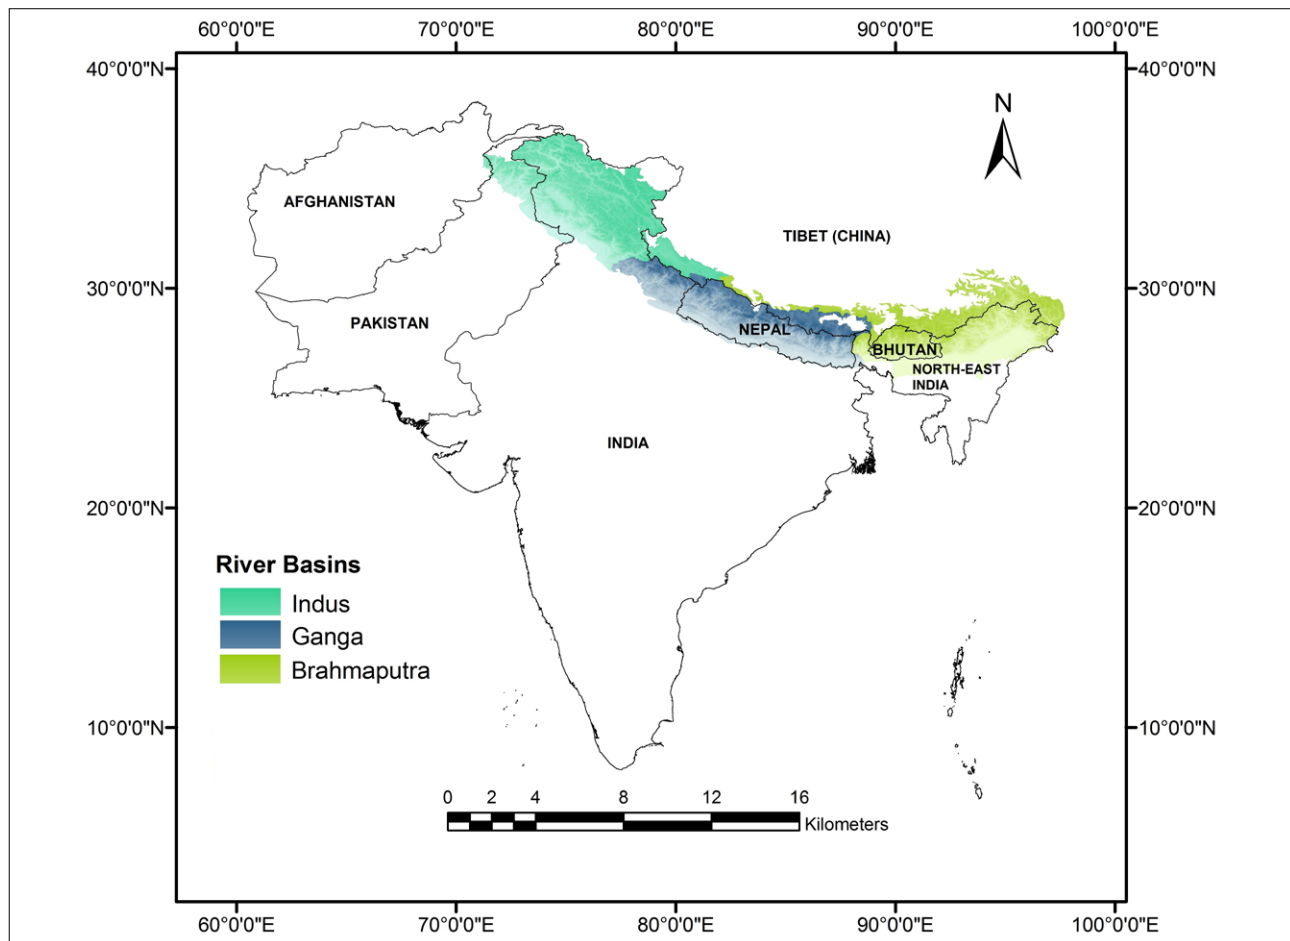 60°0'0"E 70°0'0"E 80°0'0"E 90°0'0"E 100°0'0"E
40°0'0"N 40°0'0"N
N
AFGHANISTAN
TIBET (CHINA)
30°0'0"N 30°0'0"N
PAKISTAN
NEPAL
BHUTAN
NORTH-EAST
INDIA
INDIA
20°0'0"N 20°0'0"N
River Basins
Indus
Ganga
Brahmaputra
10°0'0"N 10°0'0"N
0 2 4 8 12 16
Kilometers
60°0'0"E 70°0'0"E 80°0'0"E 90°0'0"E 100°0'0"E